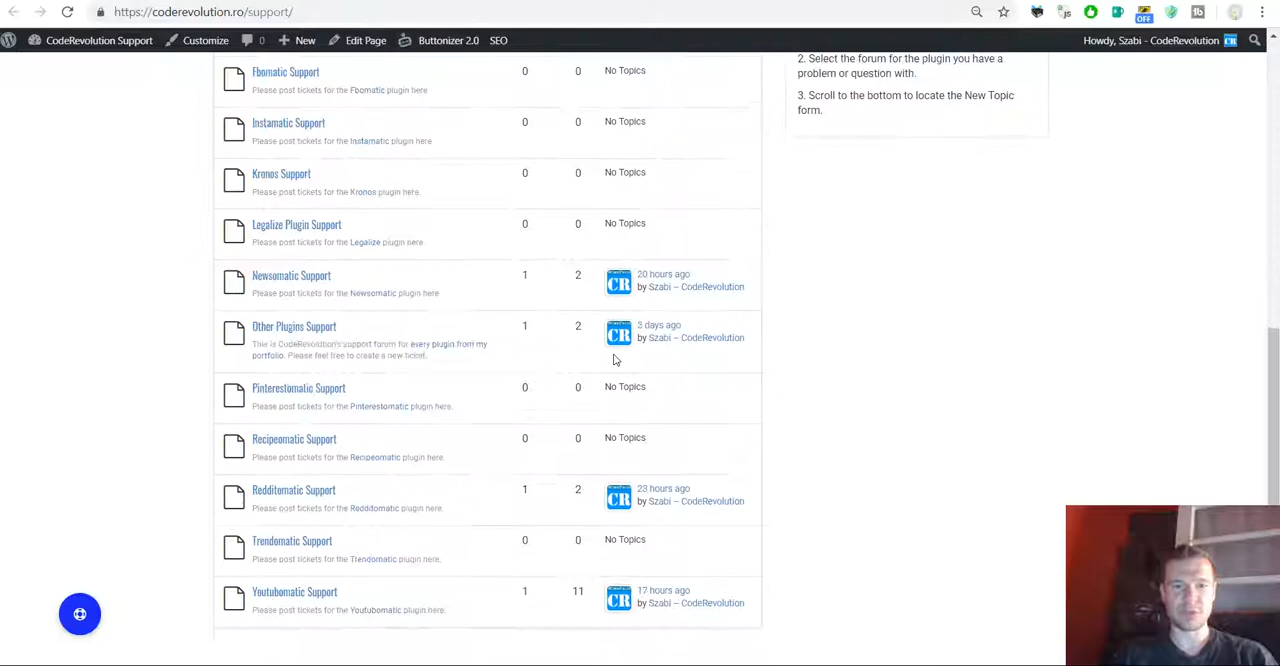 https://coderevolution.ro/support/
OFF
CodeRevolution Support
Customize
0
New
Edit Page
Buttonizer 2.0
SEO
Howdy, Szabi - CodeRevolution
CR
Fbomatic Support
0
0
No Topics
Please post tickets for the Fbomatic plugin here
Instamatic Support
0
0
No Topics
Please post tickets for the Instamatic plugin here
Kronos Support
0
0
No Topics
Please post tickets for the Kronos plugin here.
Legalize Plugin Support
0
0
No Topics
Please post tickets for the Legalize plugin here
Newsomatic Support
1
2
CR
20 hours ago
by Szabi – CodeRevolution
Please post tickets for the Newsomatic plugin here
Other Plugins Support
1
2
CR
3 days ago
by Szabi – CodeRevolution
This is CodeRevolution's support forum for every plugin from my
portfolio. Please feel free to create a new ticket.
Pinterestomatic Support
0
0
No Topics
Please post tickets for the Pinterestomatic plugin here.
Recipeomatic Support
0
0
No Topics
Please post tickets for the Recipeomatic plugin here.
Redditomatic Support
1
2
CR
23 hours ago
by Szabi – CodeRevolution
Please post tickets for the Redditomatic plugin here.
Trendomatic Support
0
0
No Topics
Please post tickets for the Trendomatic plugin here.
Youtubomatic Support
1
11
CR
17 hours ago
by Szabi – CodeRevolution
Please post tickets for the Youtubomatic plugin here.
2. Select the forum for the plugin you have a
problem or question with.
3. Scroll to the bottom to locate the New Topic
form.